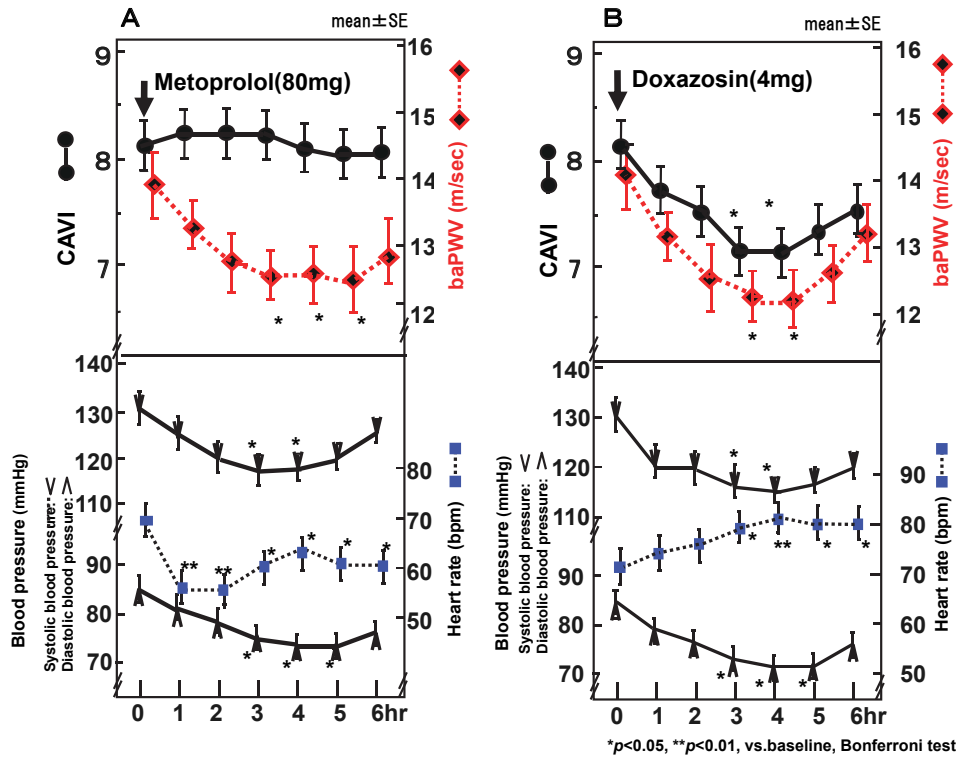 A
mean±SE
9
8
7
CAVI
Metoprolol(80mg)
16
15
14
13
12
baPWV (m/sec)
140
130
120
110
90
80
70
Blood pressure (mmHg)
Systolic blood pressure: ∨
Diastolic blood pressure: ∧
80
70
60
50
Heart rate (bpm)
* * *
* *
** ** * * * *
* * *
0 1 2 3 4 5 6hr
B
mean±SE
9
8
7
CAVI
Doxazosin(4mg)
16
15
14
13
12
baPWV (m/sec)
* *
* *
140
130
120
110
90
80
70
Blood pressure (mmHg)
Systolic blood pressure: ∨
Diastolic blood pressure: ∧
90
80
70
60
50
Heart rate (bpm)
* *
* ** * *
* * *
0 1 2 3 4 5 6hr
*p<0.05, **p<0.01, vs.baseline, Bonferroni test